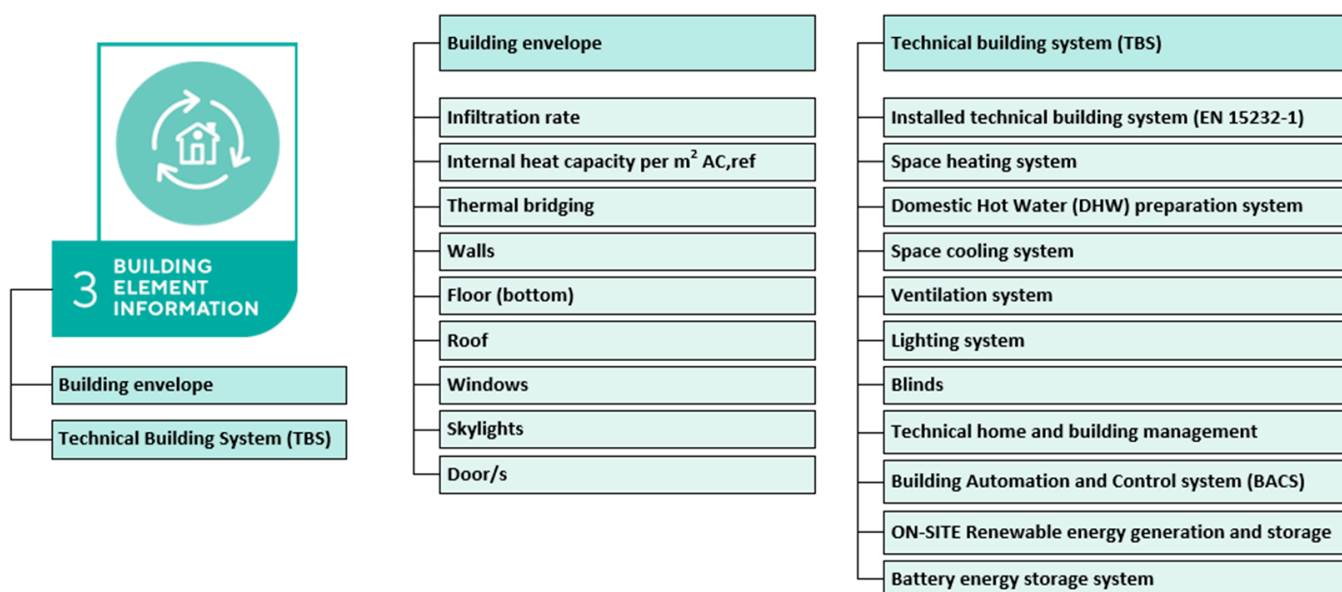 3
BUILDING
ELEMENT
INFORMATION
Building envelope
Technical Building System (TBS)
Building envelope
Infiltration rate
Internal heat capacity per m² AC,ref
Thermal bridging
Walls
Floor (bottom)
Roof
Windows
Skylights
Door/s
Technical building system (TBS)
Installed technical building system (EN 15232-1)
Space heating system
Domestic Hot Water (DHW) preparation system
Space cooling system
Ventilation system
Lighting system
Blinds
Technical home and building management
Building Automation and Control system (BACS)
ON-SITE Renewable energy generation and storage
Battery energy storage system